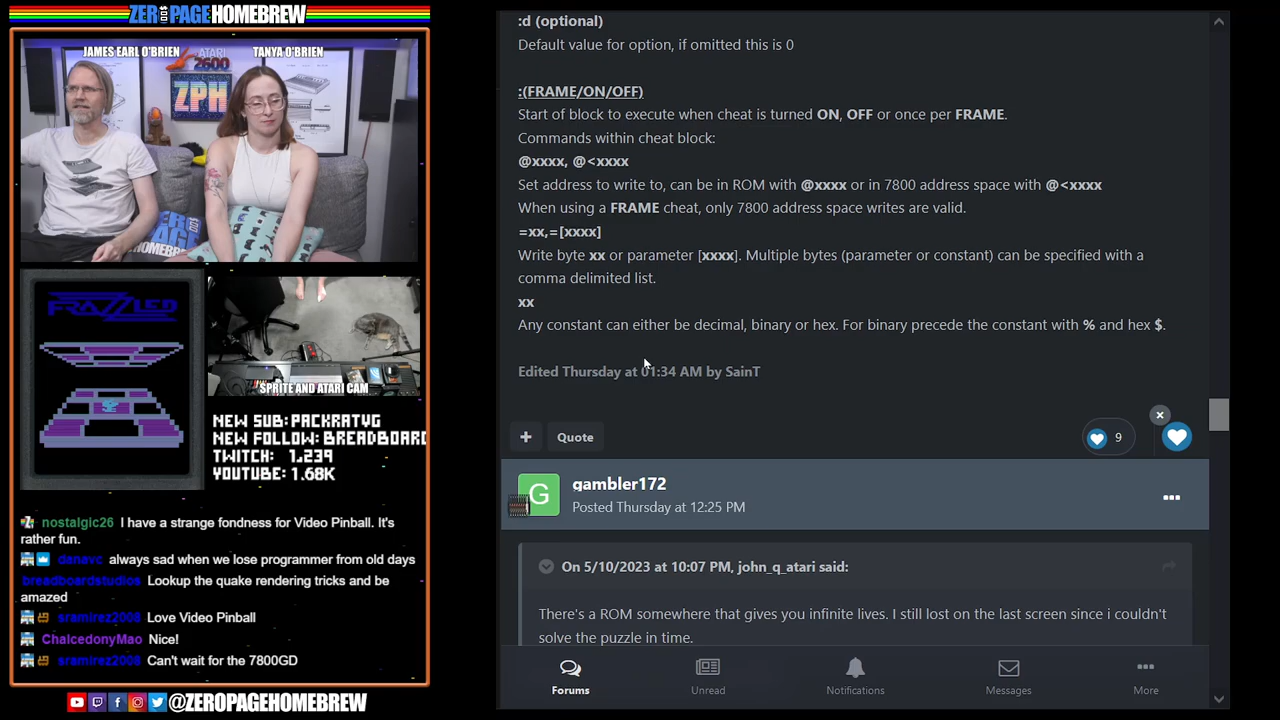 ZEROPAGE HOMEBREW
JAMES EARL O'BRIEN
TANYA O'BRIEN
ATARI
2600
ZPH
ZERO
PAGE
HOMEBREW
FRAZZLED
SPRITE AND ATARI CAM
NEW SUB:PACKRATVG
NEW FOLLOW:BREEADBOARD
TWITCH: 1,239
YOUTUBE: 1.68K
nostalgic26 I have a strange fondness for Video Pinball. It's
rather fun.
danavc always sad when we lose programmer from old days
breadboardstudios Lookup the quake rendering tricks and be
amazed
sramirez2008 Love Video Pinball
ChalcedonyMao Nice!
sramirez2008 Can't wait for the 7800GD
@ZEROPAGEHOMEBREW
:d (optional)
Default value for option, if omitted this is 0
:(FRAME/ON/OFF)
Start of block to execute when cheat is turned ON, OFF or once per FRAME.
Commands within cheat block:
@xxxx, @<xxxx
Set address to write to, can be in ROM with @xxxx or in 7800 address space with @<xxxx
When using a FRAME cheat, only 7800 address space writes are valid.
=xx,=[xxxx]
Write byte xx or parameter [xxxx]. Multiple bytes (parameter or constant) can be specified with a
comma delimited list.
xx
Any constant can either be decimal, binary or hex. For binary precede the constant with % and hex $.
Edited Thursday at 01:34 AM by SainT
+ Quote
9
G
gambler172
Posted Thursday at 12:25 PM
On 5/10/2023 at 10:07 PM, john_q_atari said:
There's a ROM somewhere that gives you infinite lives. I still lost on the last screen since i couldn't
solve the puzzle in time.
Forums
Unread
Notifications
Messages
More